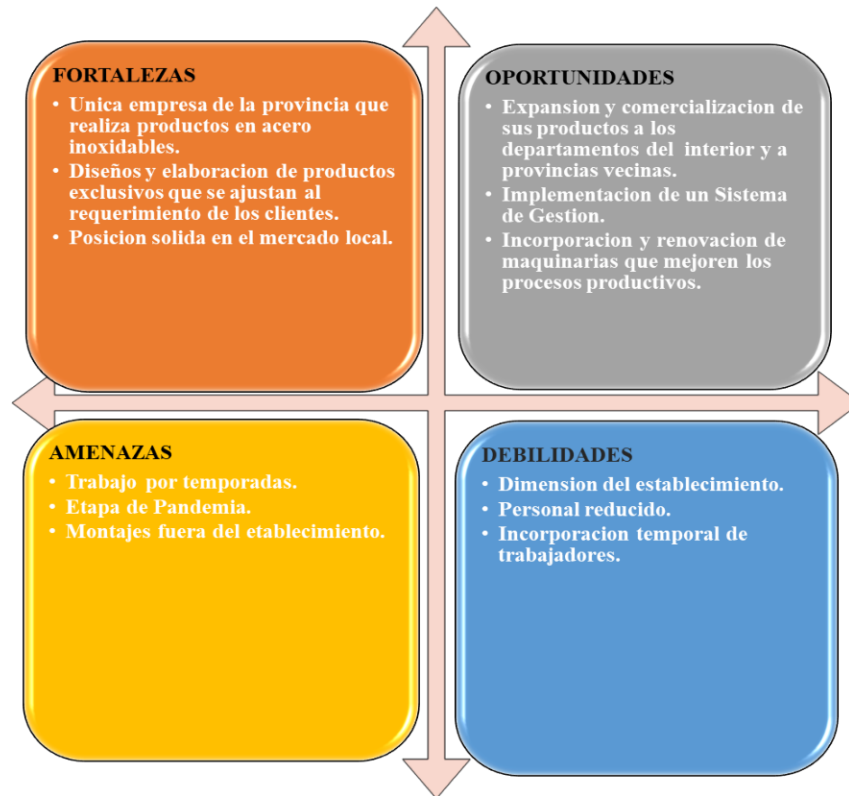 FORTALEZAS
• Unica empresa de la provincia que
realiza productos en acero
inoxidables.
• Diseños y elaboracion de productos
exclusivos que se ajustan al
requerimiento de los clientes.
• Posicion solida en el mercado local.
OPORTUNIDADES
• Expansion y comercializacion de
sus productos a los
departamentos del interior y a
provincias vecinas.
• Implementacion de un Sistema
de Gestion.
• Incorporacion y renovacion de
maquinarias que mejoren los
procesos productivos.
AMENAZAS
• Trabajo por temporadas.
• Etapa de Pandemia.
• Montajes fuera del etablecimiento.
DEBILIDADES
• Dimension del establecimiento.
• Personal reducido.
• Incorporacion temporal de
trabajadores.